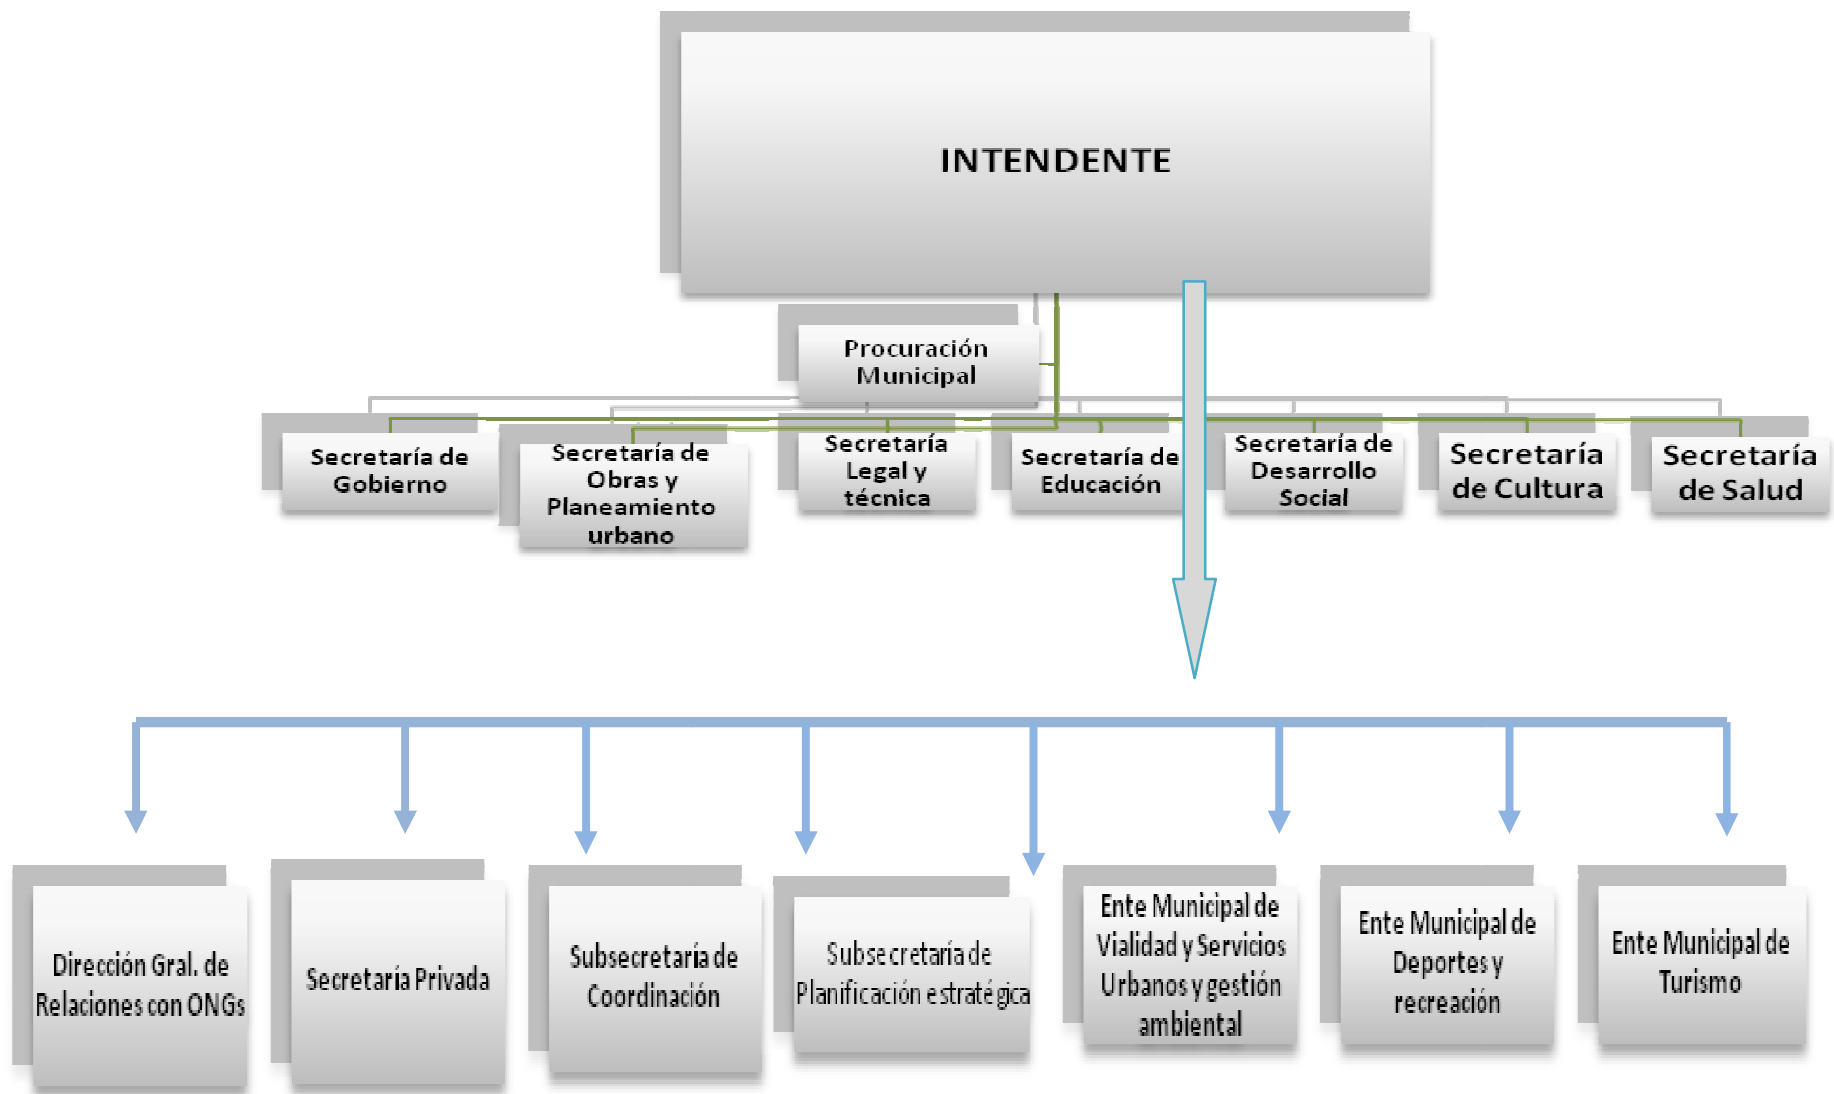 INTENDENTE
Procuración
Municipal
Secretaría de
Gobierno
Secretaría de
Obras y
Planeamiento
urbano
Secretaría
Legal y
técnica
Secretaría de
Educación
Secretaría de
Desarrollo
Social
Secretaría
de Cultura
Secretaría
de Salud
Dirección Gral. de
Relaciones con ONGs
Secretaría Privada
Subsecretaría de
Coordinación
Subsecretaría de
Planificación estratégica
Ente Municipal de
Vialidad y Servicios
Urbanos y gestión
ambiental
Ente Municipal de
Deportes y
recreación
Ente Municipal de
Turismo